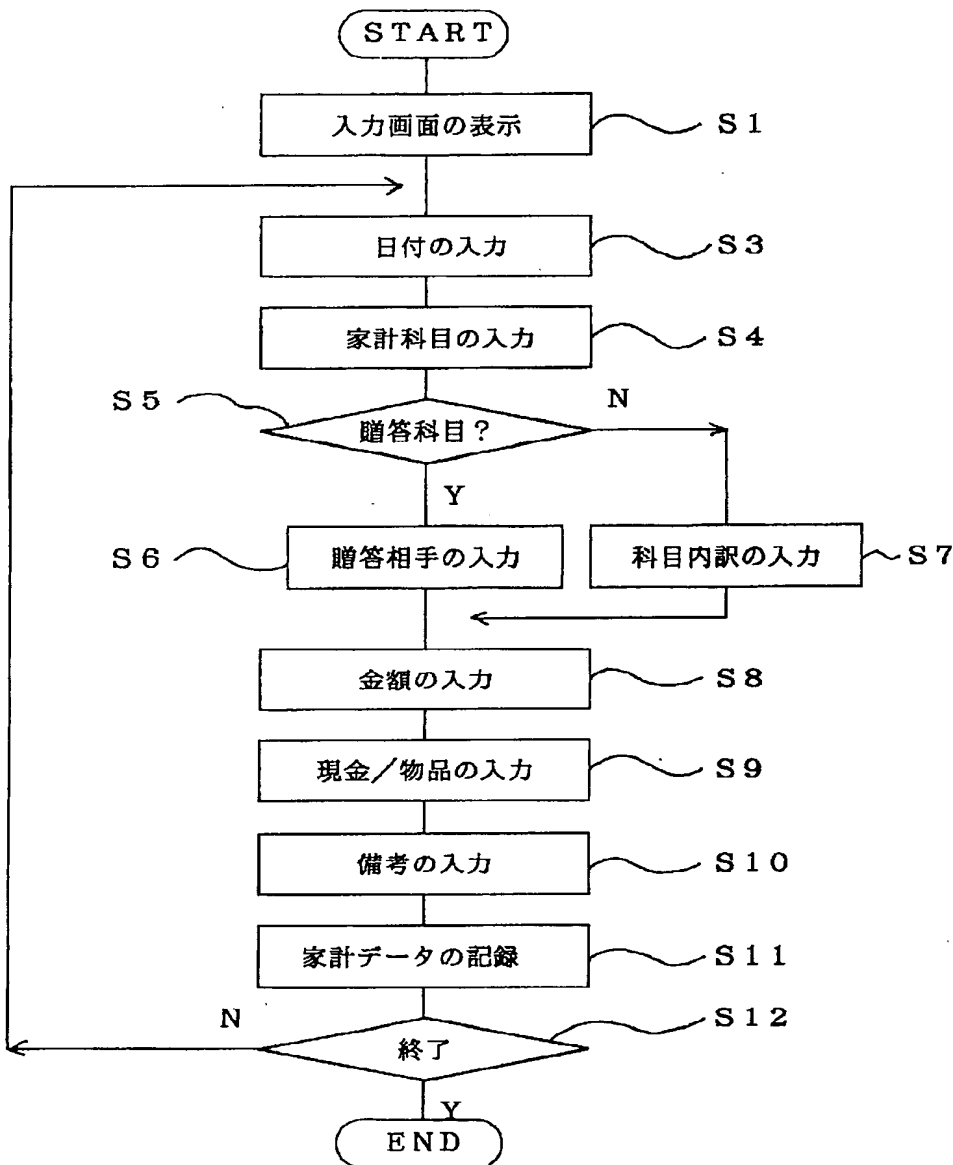 START
入力画面の表示 S1
日付の入力 S3
家計科目の入力 S4
S5 贈答科目? N
Y
S6 贈答相手の入力 科目内訳の入力 S7
金額の入力 S8
現金/物品の入力 S9
備考の入力 S10
家計データの記録 S11
N 終了 S12
Y
END